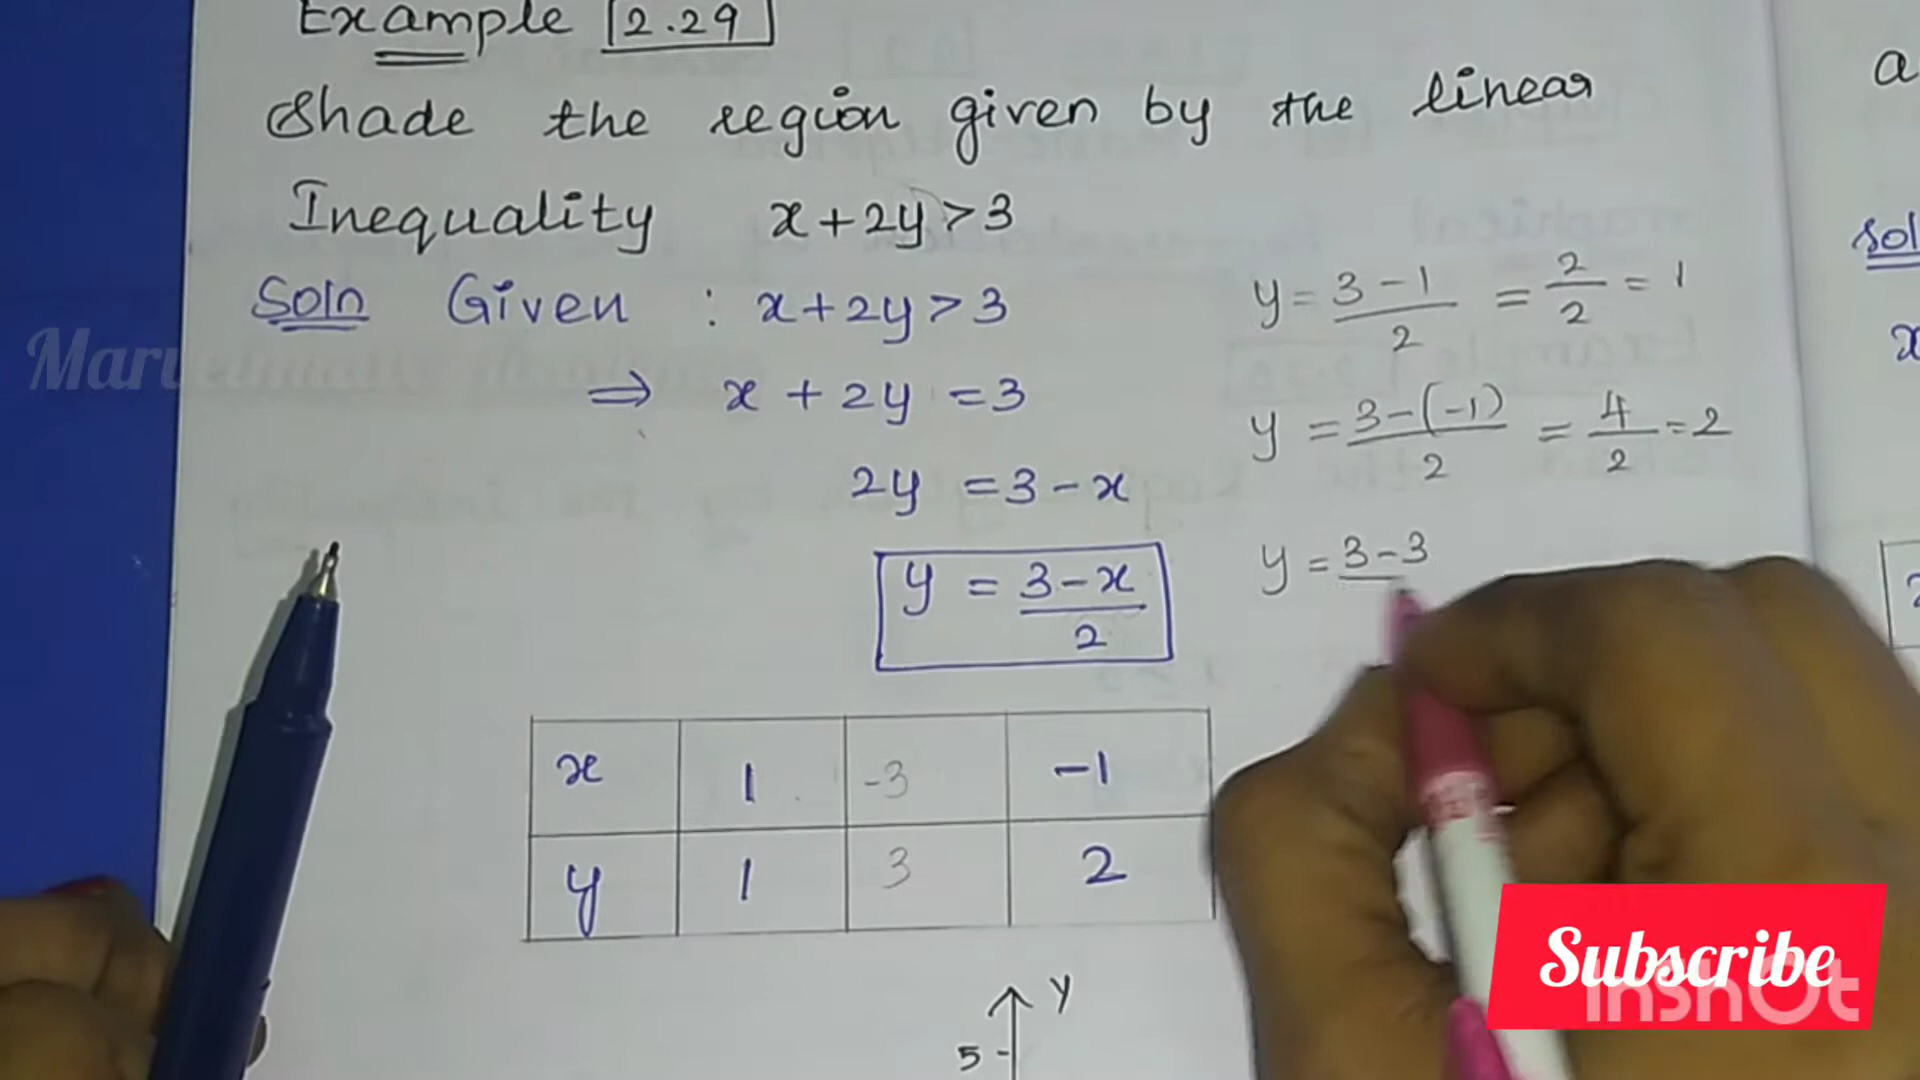 Example 2.29
Shade the region given by the linear
Inequality x+2y>3
Soln Given : x+2y>3
⇒ x + 2y = 3
2y = 3-x
y = 3-x/2
y = 3-1/2 = 2/2 = 1
y = 3-(-1)/2 = 4/2 = 2
y = 3-3
x 1 -3 -1
y 1 3 2
y
5
a
sol
x
Subscribe
InShOt